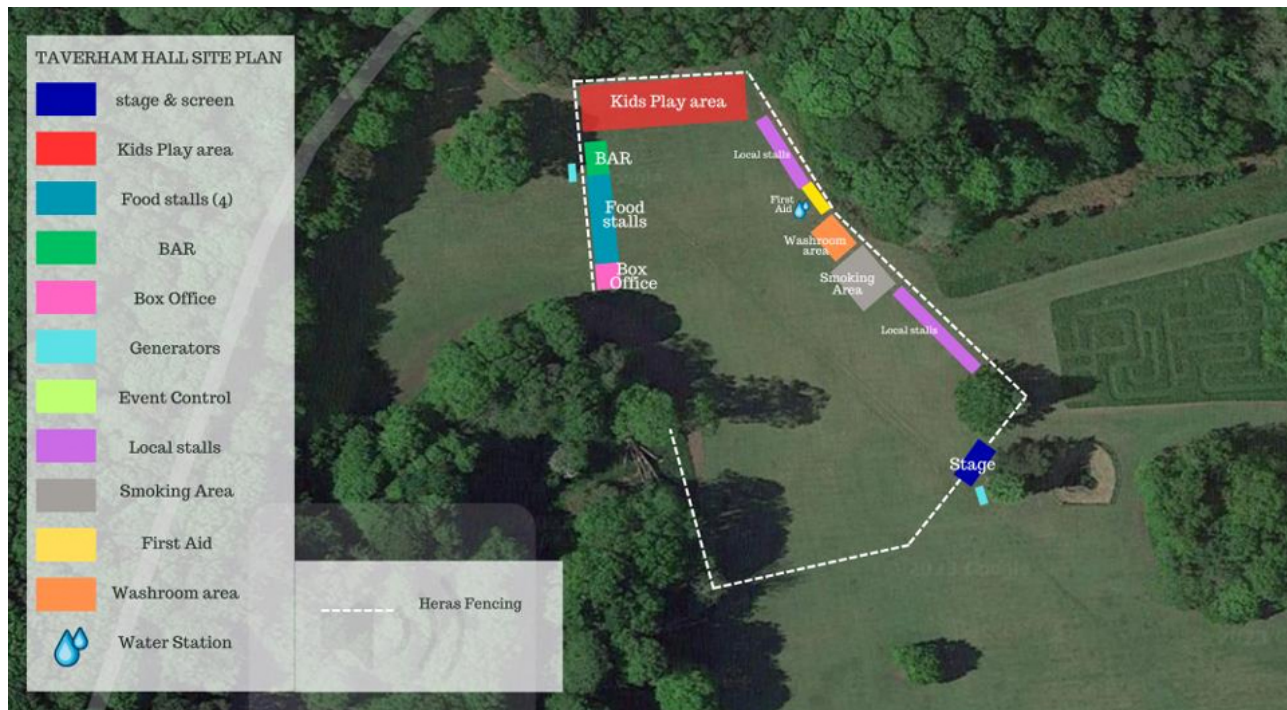 TAVERHAM HALL SITE PLAN
stage & screen
Kids Play area
Food stalls (4)
BAR
Box Office
Generators
Event Control
Local stalls
Smoking Area
First Aid
Washroom area
Water Station
Heras Fencing
Kids Play area
BAR
Food
stalls
Box
Office
Local stalls
First
Aid
Washroom
area
Smoking
Area
Local stalls
Stage